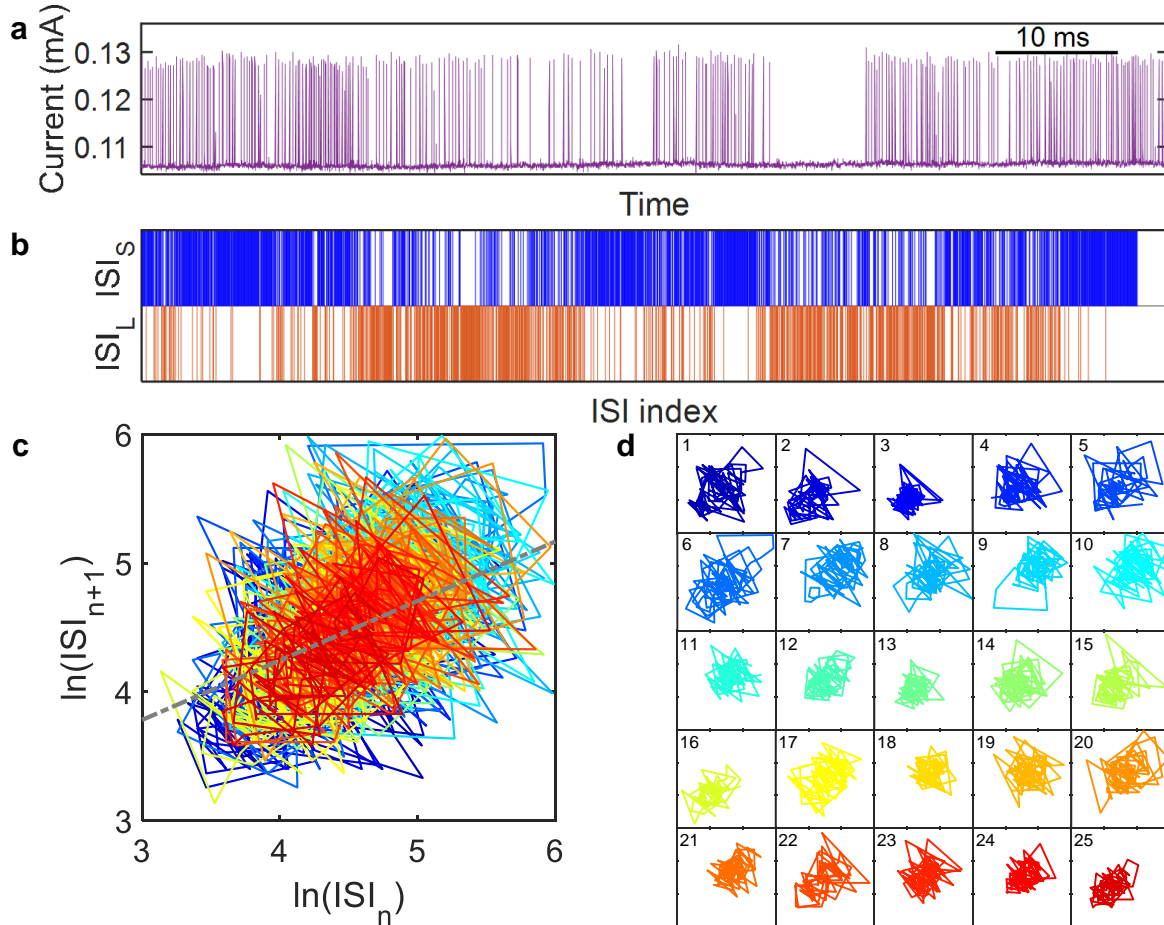 a
Current (mA)
0.13
0.12
0.11
10 ms
Time
b
ISI_S
ISI_L
ISI index
c
ln(ISI_{n+1})
6
5
4
3
3 4 5 6
ln(ISI_n)
d
1 2 3 4 5
6 7 8 9 10
11 12 13 14 15
16 17 18 19 20
21 22 23 24 25